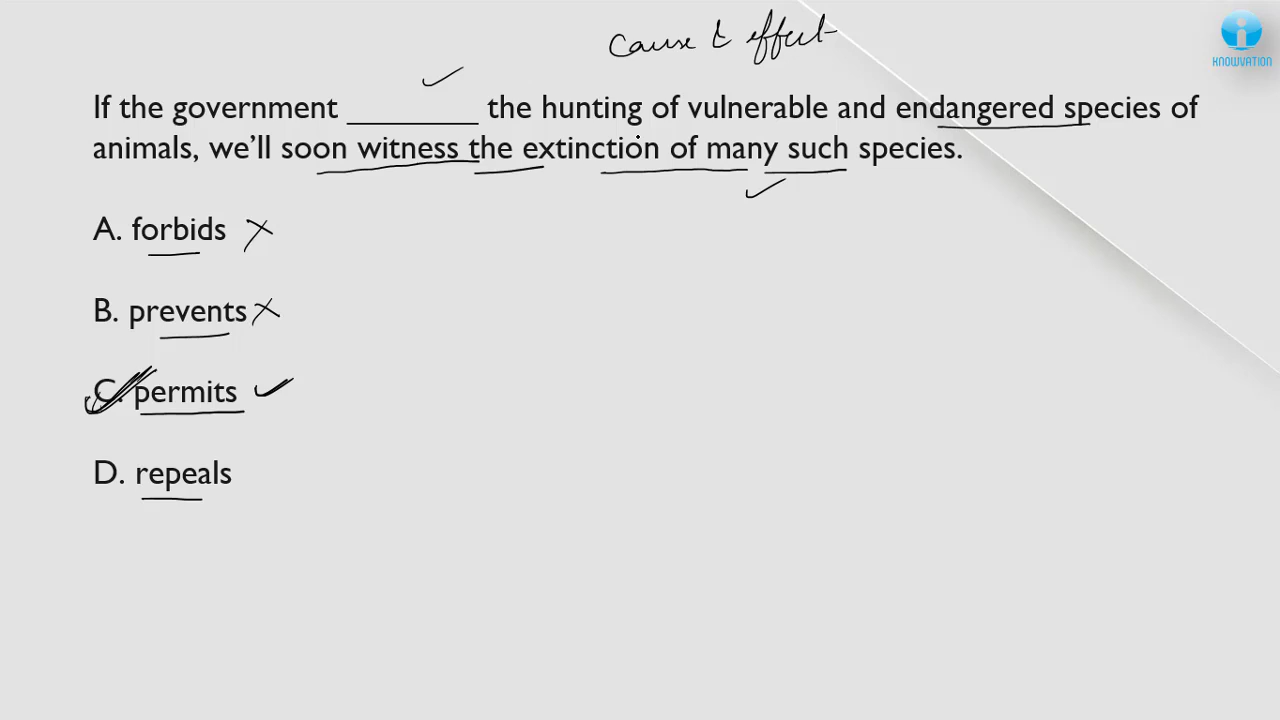 cause & effect
KNOWVATION
If the government ________ the hunting of vulnerable and endangered species of
animals, we'll soon witness the extinction of many such species.
A. forbids
B. prevents
C. permits
D. repeals